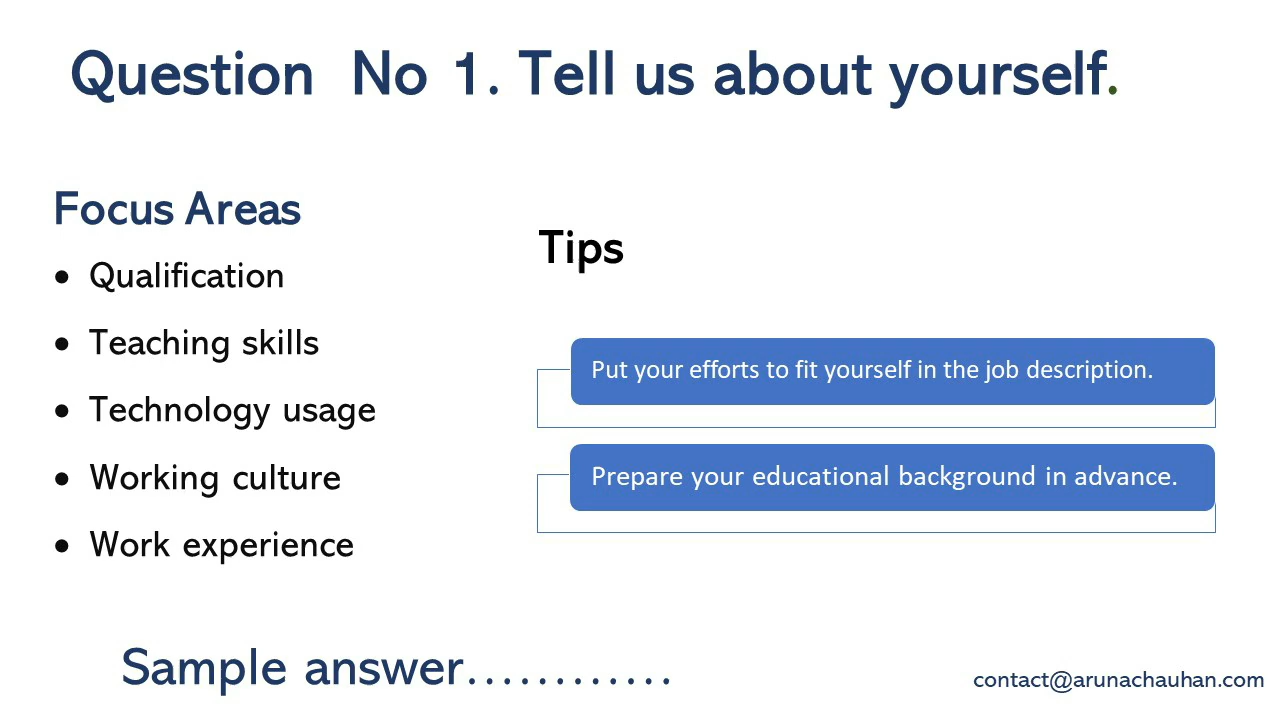 Question  No 1. Tell us about yourself.
Focus Areas
• Qualification
• Teaching skills
• Technology usage
• Working culture
• Work experience
Tips
Put your efforts to fit yourself in the job description.
Prepare your educational background in advance.
Sample answer............
contact@arunachauhan.com